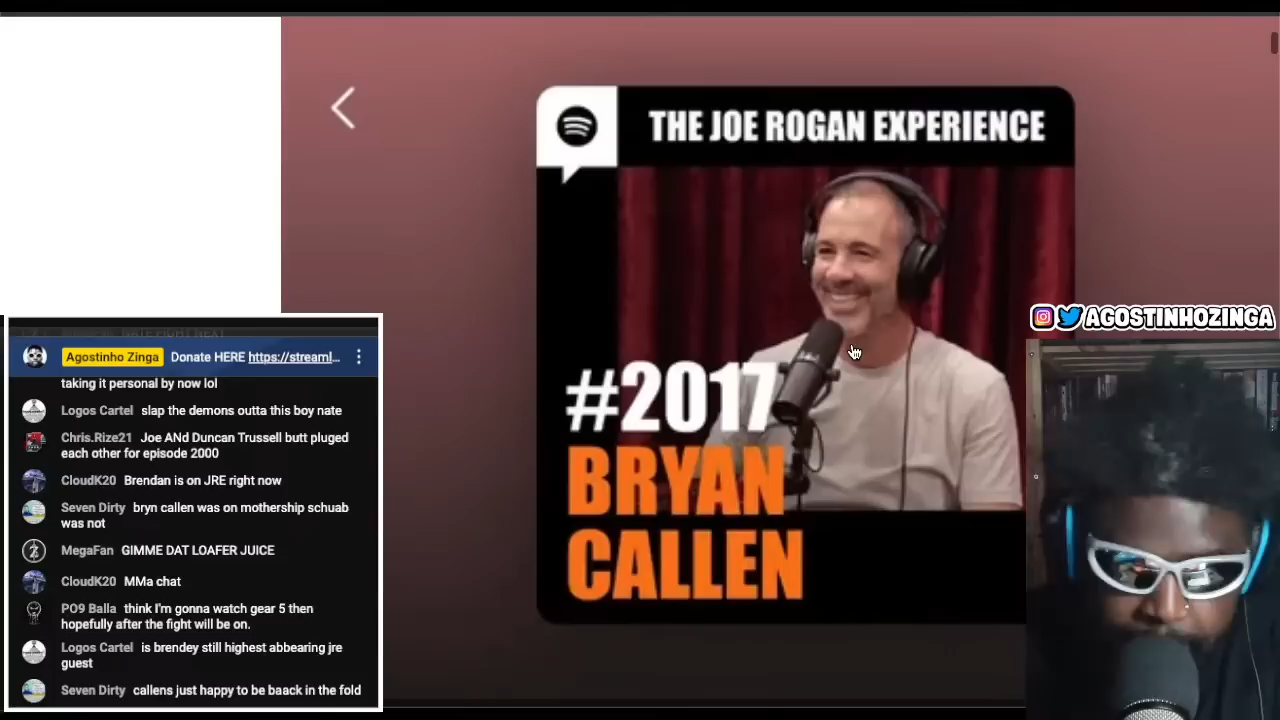 THE JOE ROGAN EXPERIENCE
#2017
BRYAN
CALLEN
AGOSTINHOZINGA
Agostinho Zinga Donate HERE https://streaml...
taking it personal by now lol
Logos Cartel slap the demons outta this boy nate
Chris.Rize21 Joe ANd Duncan Trussell butt pluged
each other for episode 2000
CloudK20 Brendan is on JRE right now
Seven Dirty bryn callen was on mothership schuab
was not
MegaFan GIMME DAT LOAFER JUICE
CloudK20 MMa chat
PO9 Balla think I'm gonna watch gear 5 then
hopefully after the fight will be on.
Logos Cartel is brendey still highest abbearing jre
guest
Seven Dirty callens just happy to be baack in the fold